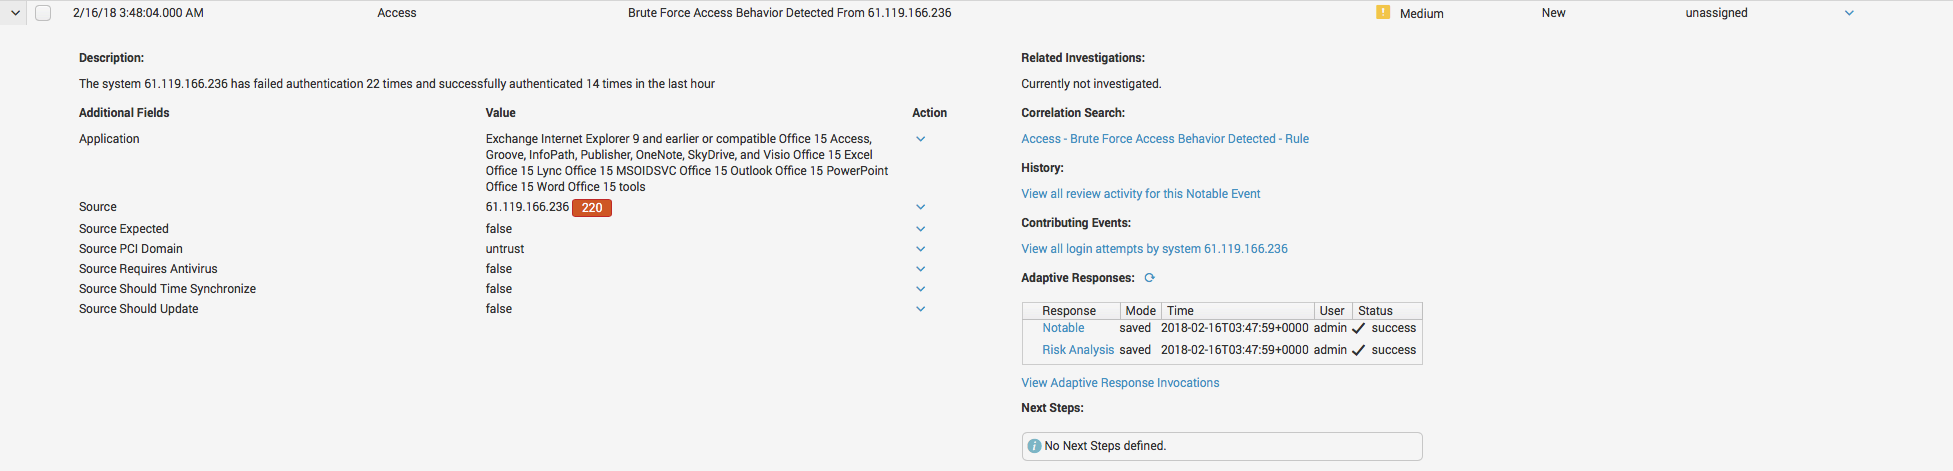 2/16/18 3:48:04.000 AM Access Brute Force Access Behavior Detected From 61.119.166.236 Medium New unassigned
Description:
The system 61.119.166.236 has failed authentication 22 times and successfully authenticated 14 times in the last hour
Additional Fields Value Action
Application Exchange Internet Explorer 9 and earlier or compatible Office 15 Access,
Groove, InfoPath, Publisher, OneNote, SkyDrive, and Visio Office 15 Excel
Office 15 Lync Office 15 MSOIDSVC Office 15 Outlook Office 15 PowerPoint
Office 15 Word Office 15 tools
Source 61.119.166.236 220
Source Expected false
Source PCI Domain untrust
Source Requires Antivirus false
Source Should Time Synchronize false
Source Should Update false
Related Investigations:
Currently not investigated.
Correlation Search:
Access - Brute Force Access Behavior Detected - Rule
History:
View all review activity for this Notable Event
Contributing Events:
View all login attempts by system 61.119.166.236
Adaptive Responses:
Response Mode Time User Status
Notable saved 2018-02-16T03:47:59+0000 admin success
Risk Analysis saved 2018-02-16T03:47:59+0000 admin success
View Adaptive Response Invocations
Next Steps:
No Next Steps defined.